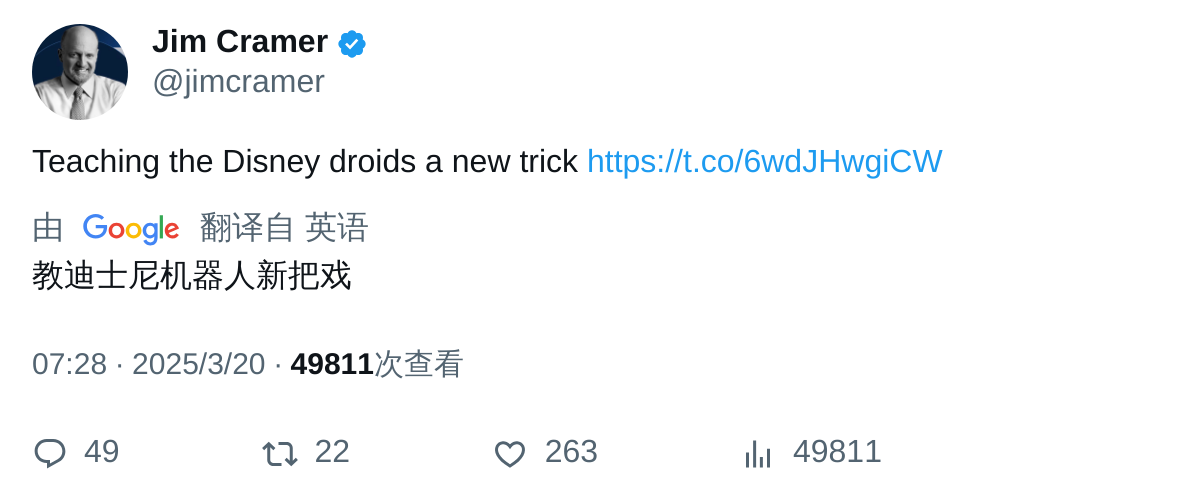 Jim Cramer
@jimcramer
Teaching the Disney droids a new trick https://t.co/6wdJHwgiCW
由 Google 翻译自 英语
教迪士尼机器人新把戏
07:28 · 2025/3/20 · 49811次查看
49 22 263 49811